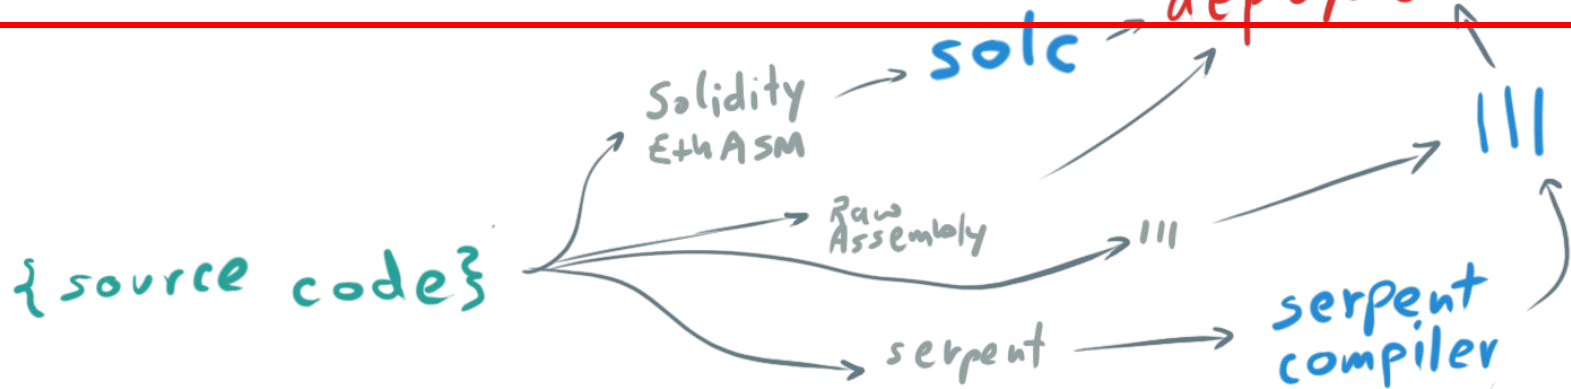 solc
Solidity
EthASM
lll
Raw
Assembly
lll
{source code}
serpent
compiler
serpent